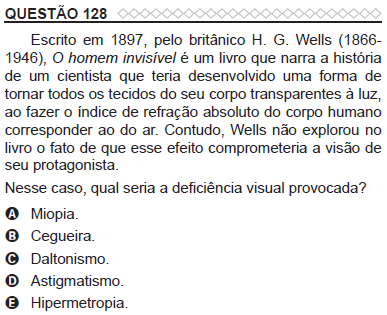 QUESTÃO 128
Escrito em 1897, pelo britânico H. G. Wells (1866-
1946), O homem invisível é um livro que narra a história
de um cientista que teria desenvolvido uma forma de
tornar todos os tecidos do seu corpo transparentes à luz,
ao fazer o índice de refração absoluto do corpo humano
corresponder ao do ar. Contudo, Wells não explorou no
livro o fato de que esse efeito comprometeria a visão de
seu protagonista.
Nesse caso, qual seria a deficiência visual provocada?
A Miopia.
B Cegueira.
C Daltonismo.
D Astigmatismo.
E Hipermetropia.